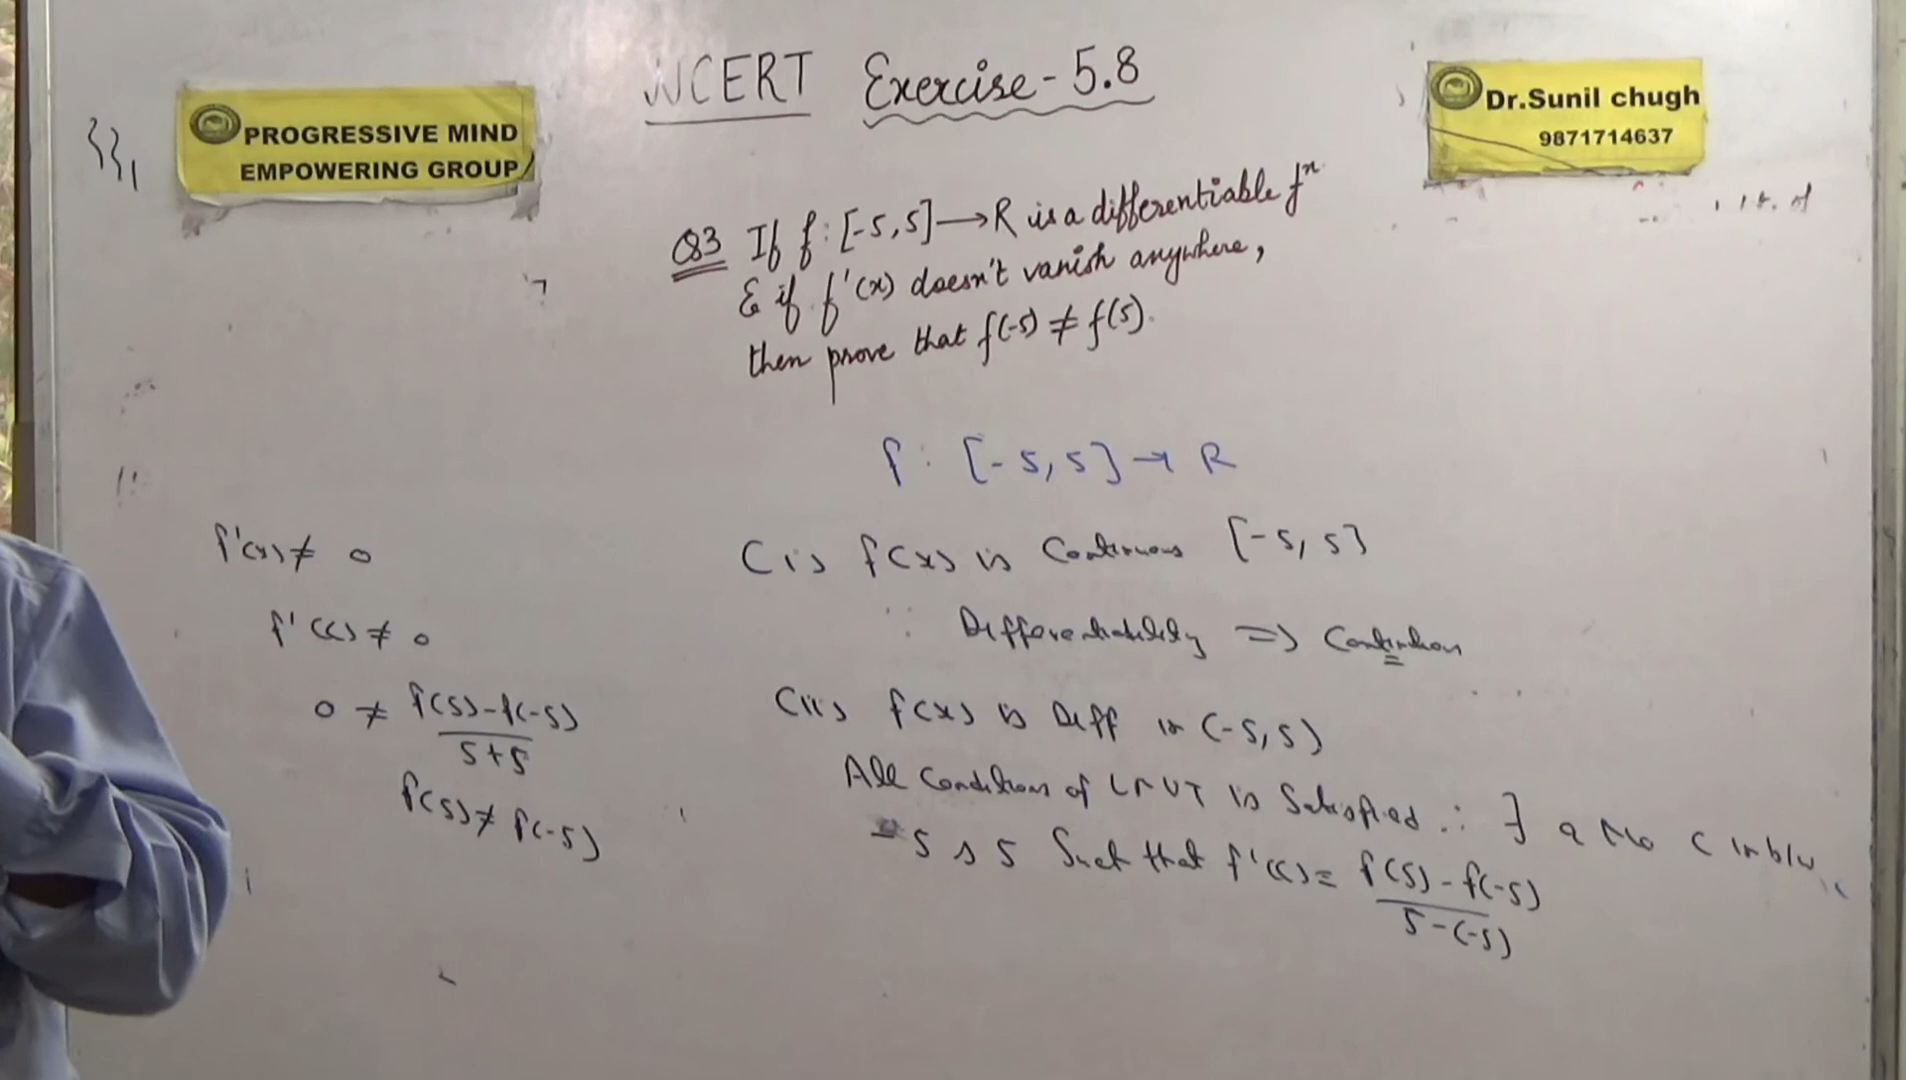 NCERT Exercise - 5.8
PROGRESSIVE MIND
EMPOWERING GROUP
Dr.Sunil chugh
9871714637
Q3 If f : [-5,5] → R is a differentiable fⁿ
& if f'(x) doesn't vanish anywhere,
then prove that f(-5) ≠ f(5).
f : [-5,5] → R
(i) f(x) is Continuous [-5,5]
∵ Differentiability ⇒ Continuous
(ii) f(x) is Diff in (-5,5)
All Conditions of LMVT is Satisfied ∴ ∃ a No C in b/w
-5 & 5 Such that f'(c) = f(5) - f(-5)
5-(-5)
f'(x) ≠ 0
f'(c) ≠ 0
0 ≠ f(5)-f(-5)
5+5
f(5) ≠ f(-5)